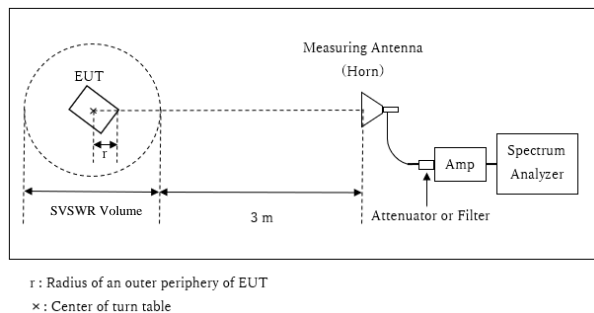 Measuring Antenna
(Horn)
EUT
×
r
SVSWR Volume
3 m
Amp
Spectrum
Analyzer
Attenuator or Filter
r : Radius of an outer periphery of EUT
× : Center of turn table